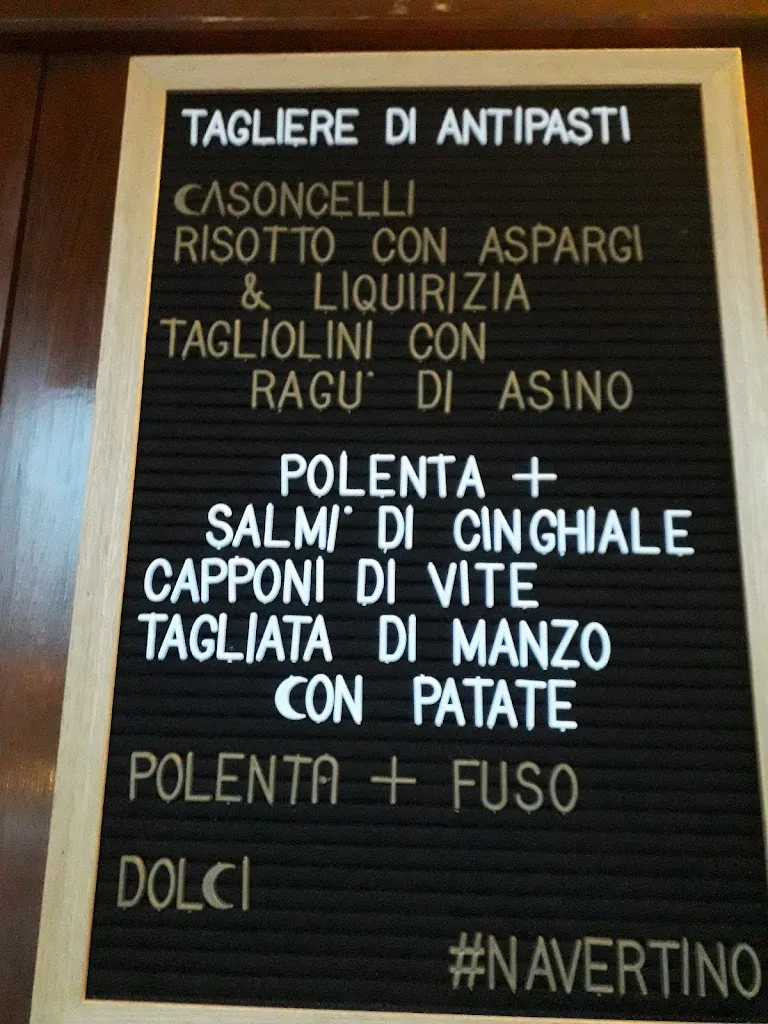 TAGLIERE DI ANTIPASTI
CASONCELLI
RISOTTO CON ASPARGI
& LIQUIRIZIA
TAGLIOLINI CON
RAGU' DI ASINO
POLENTA +
SALMI' DI CINGHIALE
CAPPONI DI VITE
TAGLIATA DI MANZO
CON PATATE
POLENTA + FUSO
DOLCI
#NAVERTINO